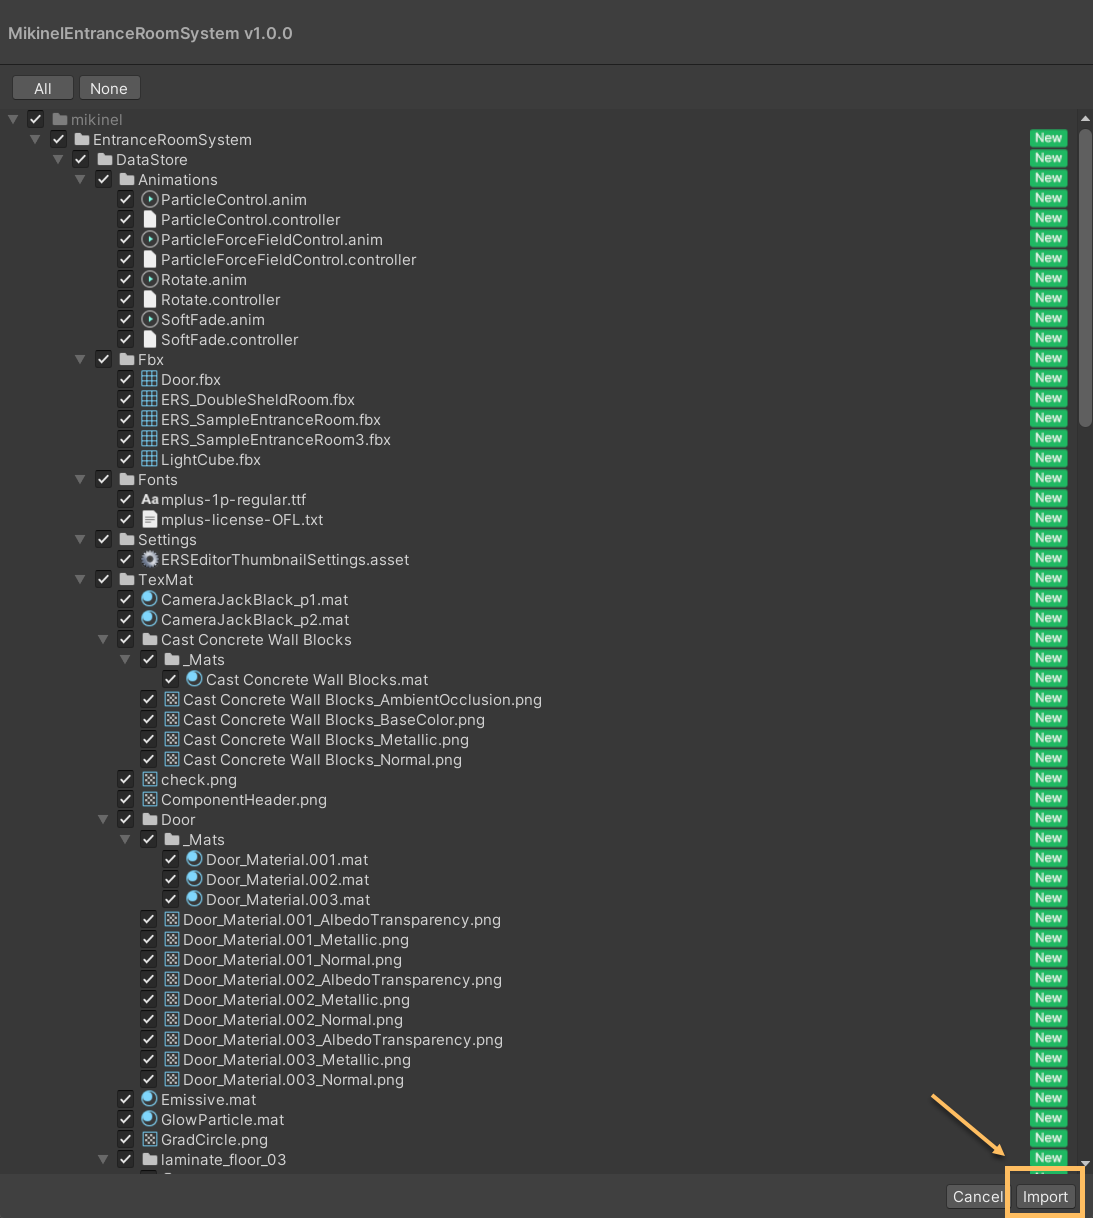 MikinelEntranceRoomSystem v1.0.0
All None
mikinel
EntranceRoomSystem New
DataStore New
Animations New
ParticleControl.anim New
ParticleControl.controller New
ParticleForceFieldControl.anim New
ParticleForceFieldControl.controller New
Rotate.anim New
Rotate.controller New
SoftFade.anim New
SoftFade.controller New
Fbx New
Door.fbx New
ERS_DoubleSheldRoom.fbx New
ERS_SampleEntranceRoom.fbx New
ERS_SampleEntranceRoom3.fbx New
LightCube.fbx New
Fonts New
Aa mplus-1p-regular.ttf New
mplus-license-OFL.txt New
Settings New
ERSEditorThumbnailSettings.asset New
TexMat New
CameraJackBlack_p1.mat New
CameraJackBlack_p2.mat New
Cast Concrete Wall Blocks New
_Mats New
Cast Concrete Wall Blocks.mat New
Cast Concrete Wall Blocks_AmbientOcclusion.png New
Cast Concrete Wall Blocks_BaseColor.png New
Cast Concrete Wall Blocks_Metallic.png New
Cast Concrete Wall Blocks_Normal.png New
check.png New
ComponentHeader.png New
Door New
_Mats New
Door_Material.001.mat New
Door_Material.002.mat New
Door_Material.003.mat New
Door_Material.001_AlbedoTransparency.png New
Door_Material.001_Metallic.png New
Door_Material.001_Normal.png New
Door_Material.002_AlbedoTransparency.png New
Door_Material.002_Metallic.png New
Door_Material.002_Normal.png New
Door_Material.003_AlbedoTransparency.png New
Door_Material.003_Metallic.png New
Door_Material.003_Normal.png New
Emissive.mat New
GlowParticle.mat New
GradCircle.png New
laminate_floor_03 New
Cancel Import